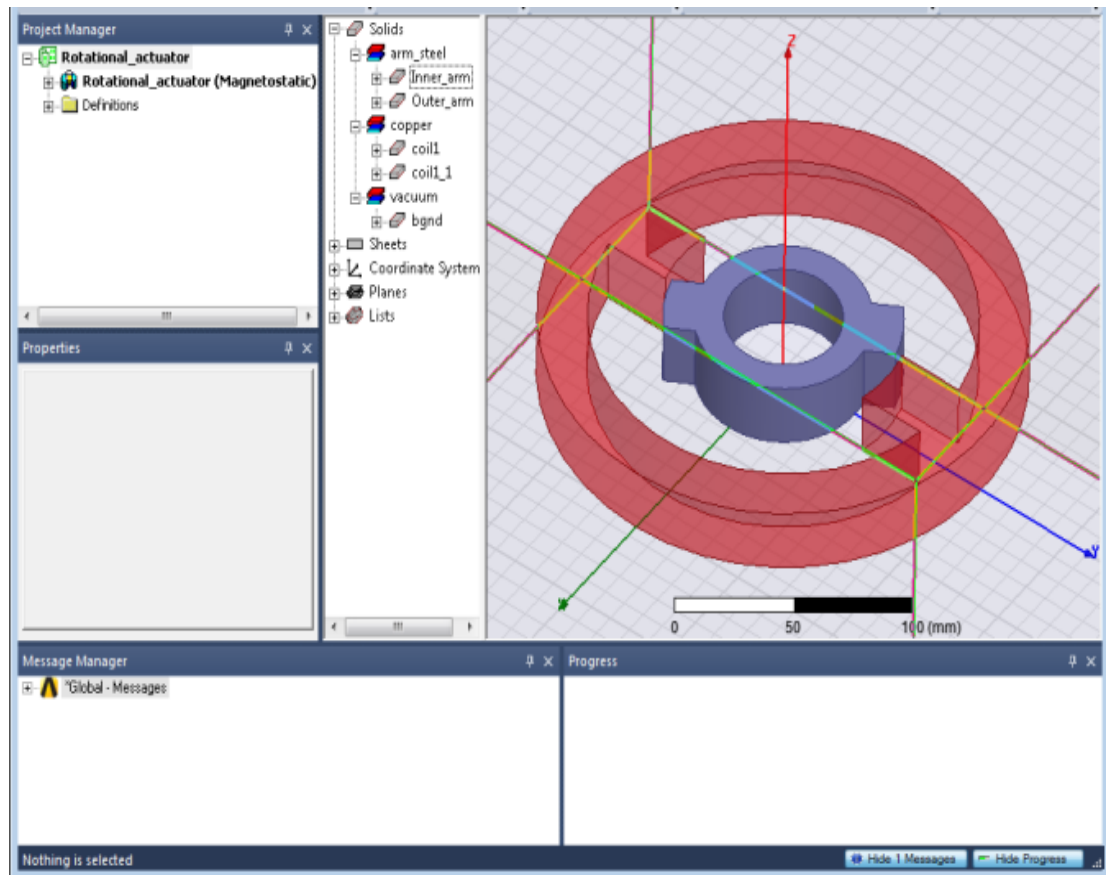 Project Manager
Rotational_actuator
Rotational_actuator (Magnetostatic)
Definitions
Properties
Solids
arm_steel
Inner_arm
Outer_arm
copper
coil1
coil1_1
vacuum
bgnd
Sheets
Coordinate System
Planes
Lists
Z
Y
0
50
100 (mm)
Message Manager
*Global - Messages
Progress
Nothing is selected
Hide 1 Messages
Hide Progress